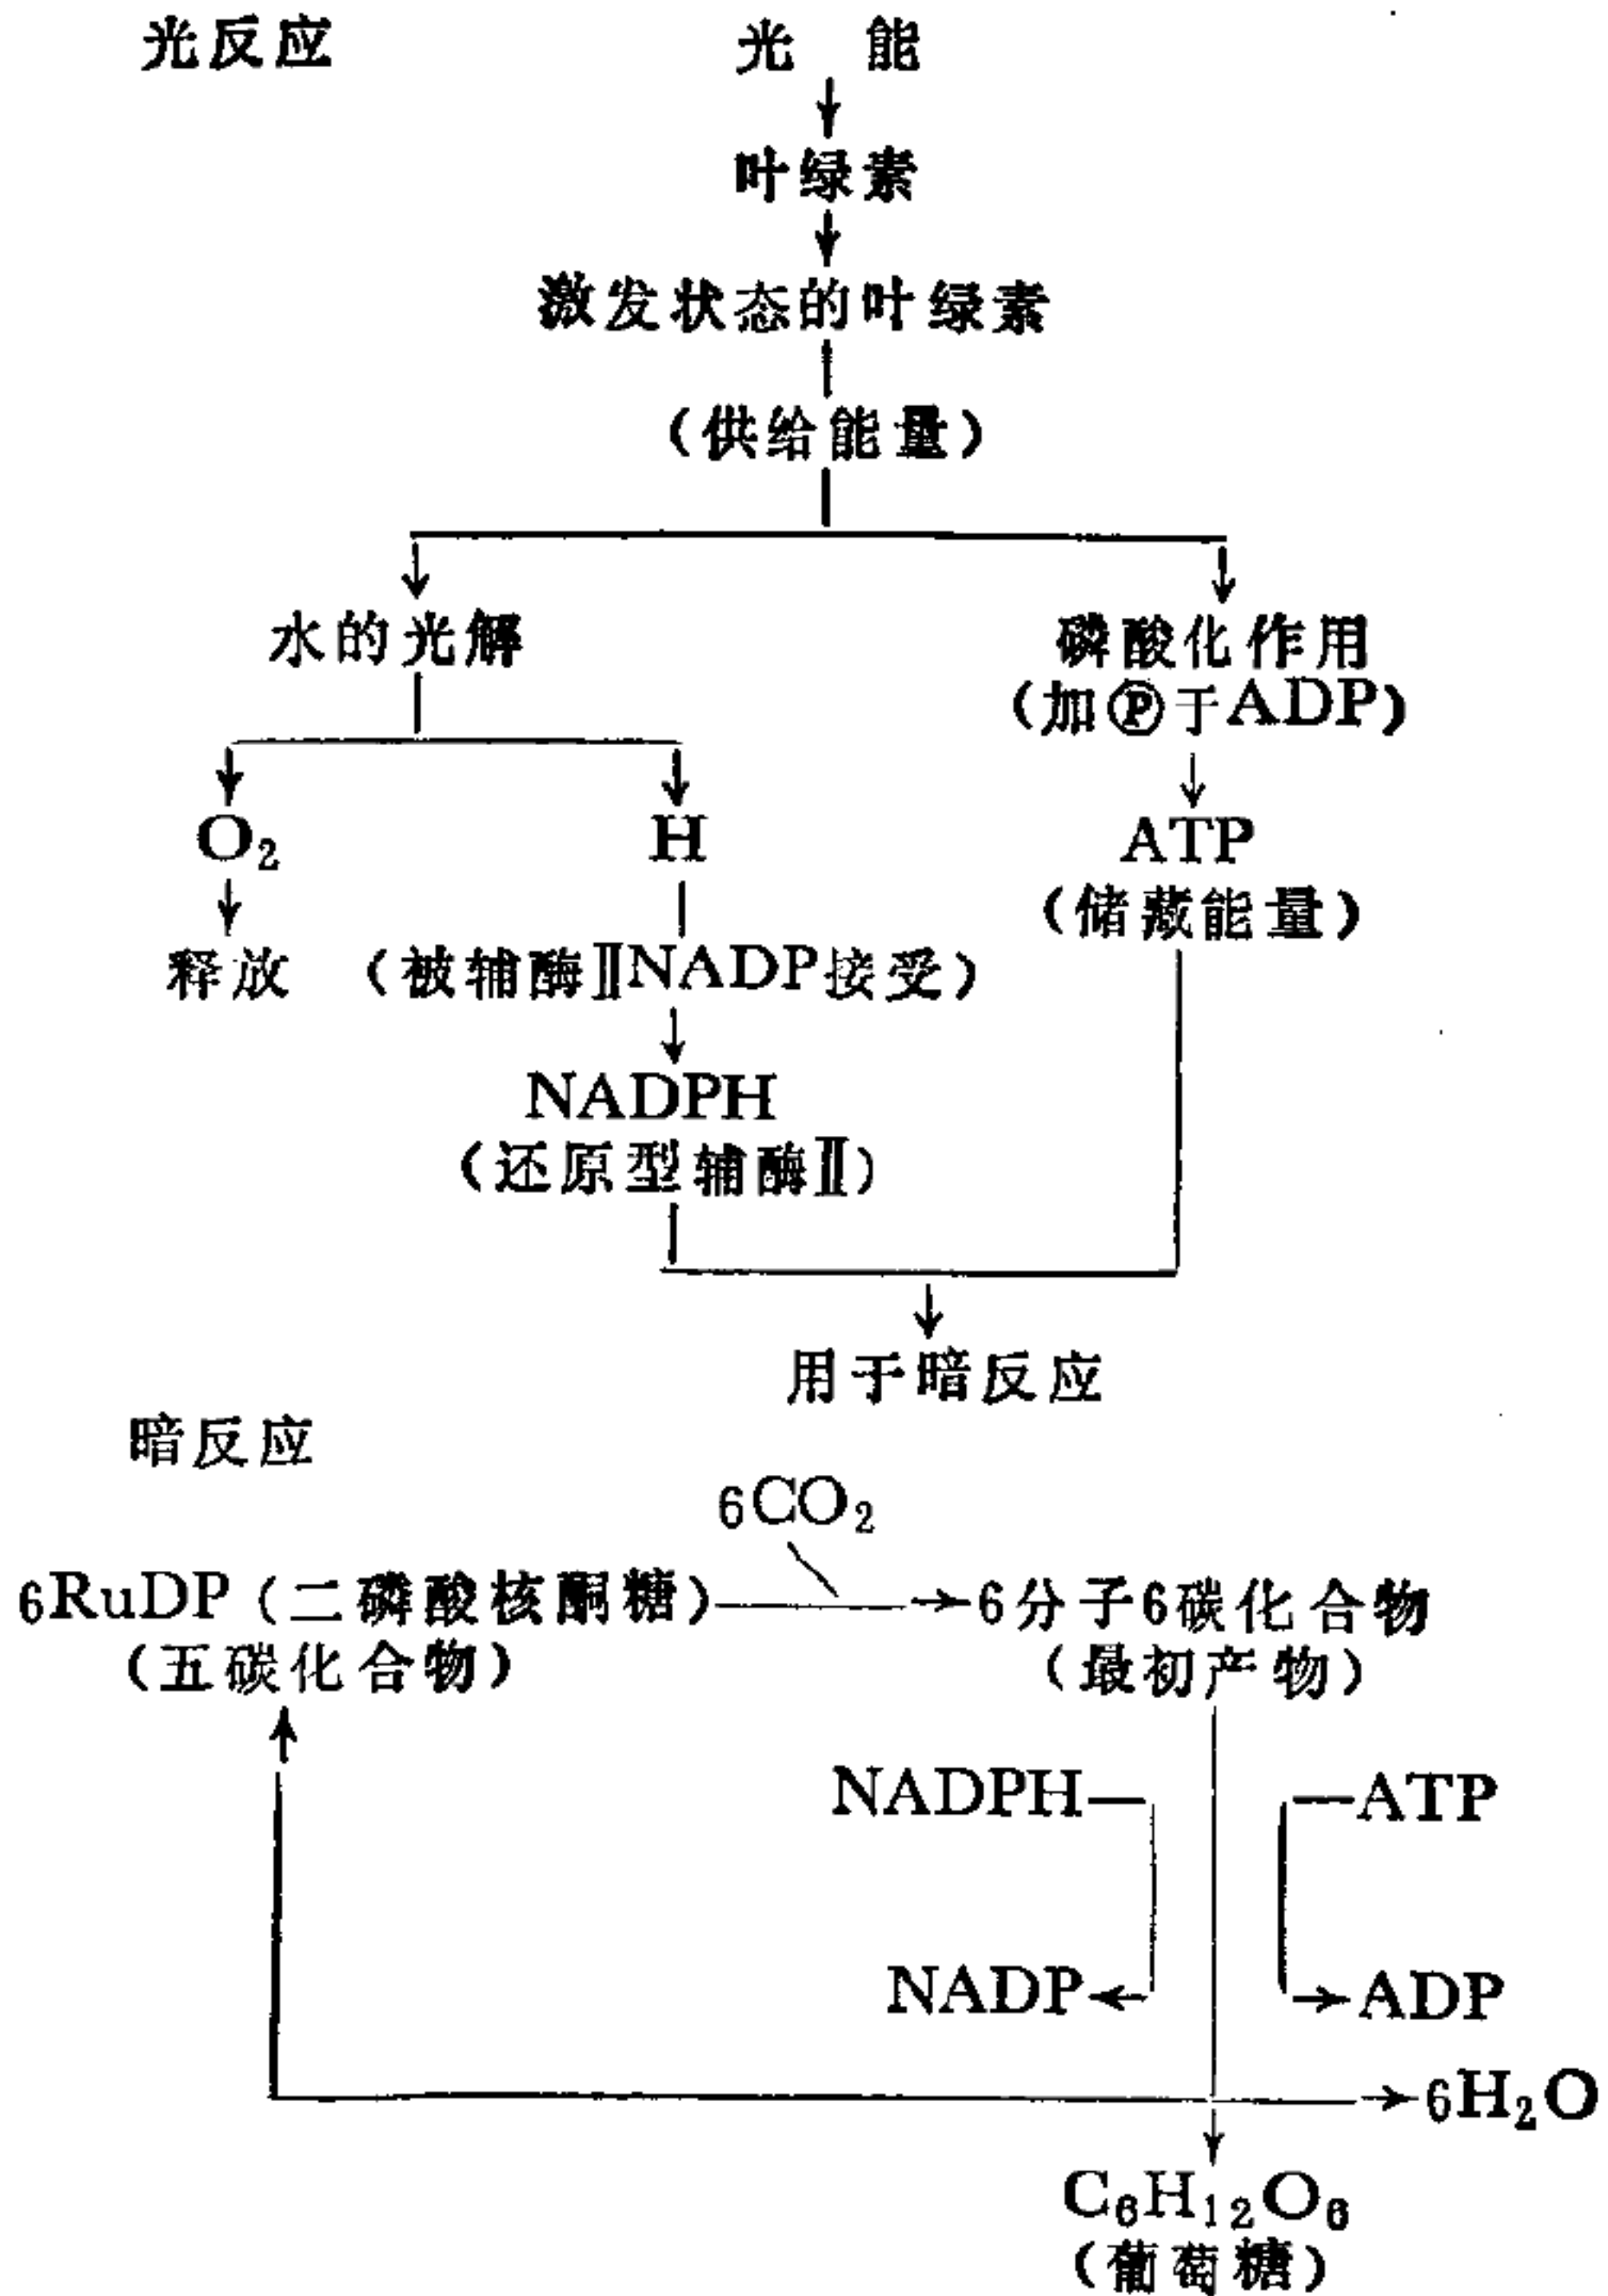 光反应
光 能
叶绿素
激发状态的叶绿素
（供给能量）
水的光解
磷酸化作用
（加Ⓟ于ADP）
O₂
H
ATP
（储藏能量）
释放
（被辅酶ⅡNADP接受）
NADPH
（还原型辅酶Ⅱ）
用于暗反应
暗反应
6CO₂
6RuDP（二磷酸核酮糖）
（五碳化合物）
6分子6碳化合物
（最初产物）
NADPH
ATP
NADP
ADP
6H₂O
C₆H₁₂O₆
（葡萄糖）